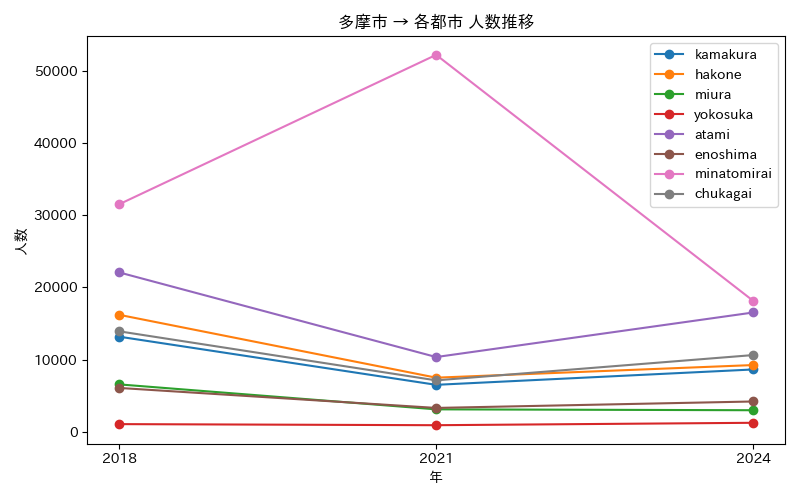 多摩市 → 各都市 人数推移
人数
50000
40000
30000
20000
10000
0
kamakura
hakone
miura
yokosuka
atami
enoshima
minatomirai
chukagai
2018
2021
2024
年